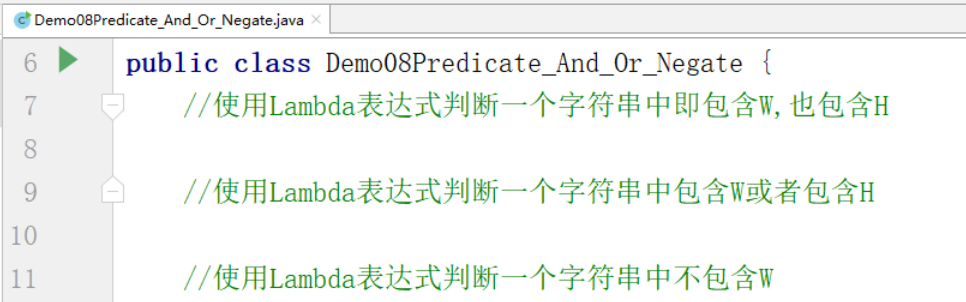 Demo08Predicate_And_Or_Negate.java ×
6 public class Demo08Predicate_And_Or_Negate {
7 //使用Lambda表达式判断一个字符串中即包含W,也包含H
8
9 //使用Lambda表达式判断一个字符串中包含W或者包含H
10
11 //使用Lambda表达式判断一个字符串中不包含W